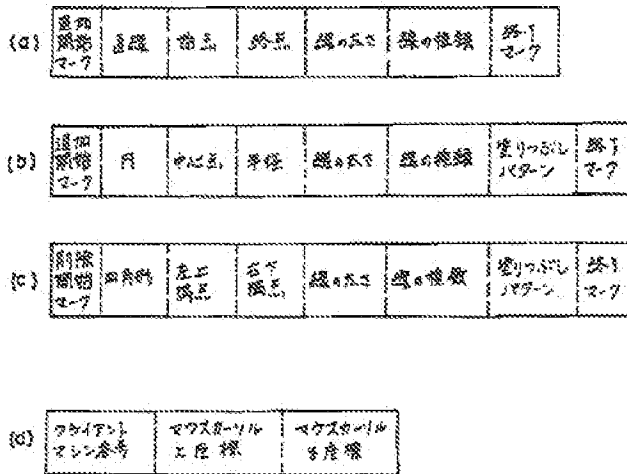 (a) 追加開始マーク 直線 始点 終点 線の太さ 線の種類 終了マーク
(b) 追加開始マーク 円 中心点 半径 線の太さ 線の種類 塗りつぶしパターン 終了マーク
(c) 削除開始マーク 四角形 左上端点 右下端点 線の太さ 線の種類 塗りつぶしパターン 終了マーク
(d) クライアントマシン番号 マウスカーソルx座標 マウスカーソルy座標